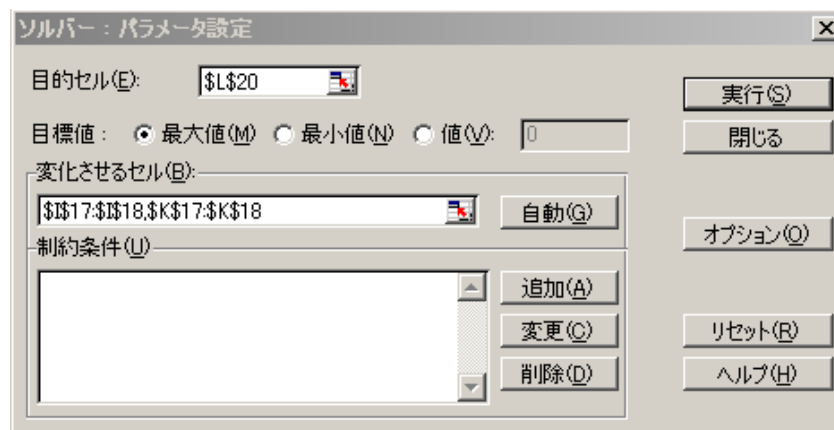 ソルバー：パラメータ設定
目的セル(E): $L$20
実行(S)
目標値： 最大値(M) 最小値(N) 値(V): 0
閉じる
変化させるセル(B):
$I$17:$I$18,$K$17:$K$18 自動(G)
オプション(O)
制約条件(U)
追加(A)
変更(C) リセット(R)
削除(D) ヘルプ(H)